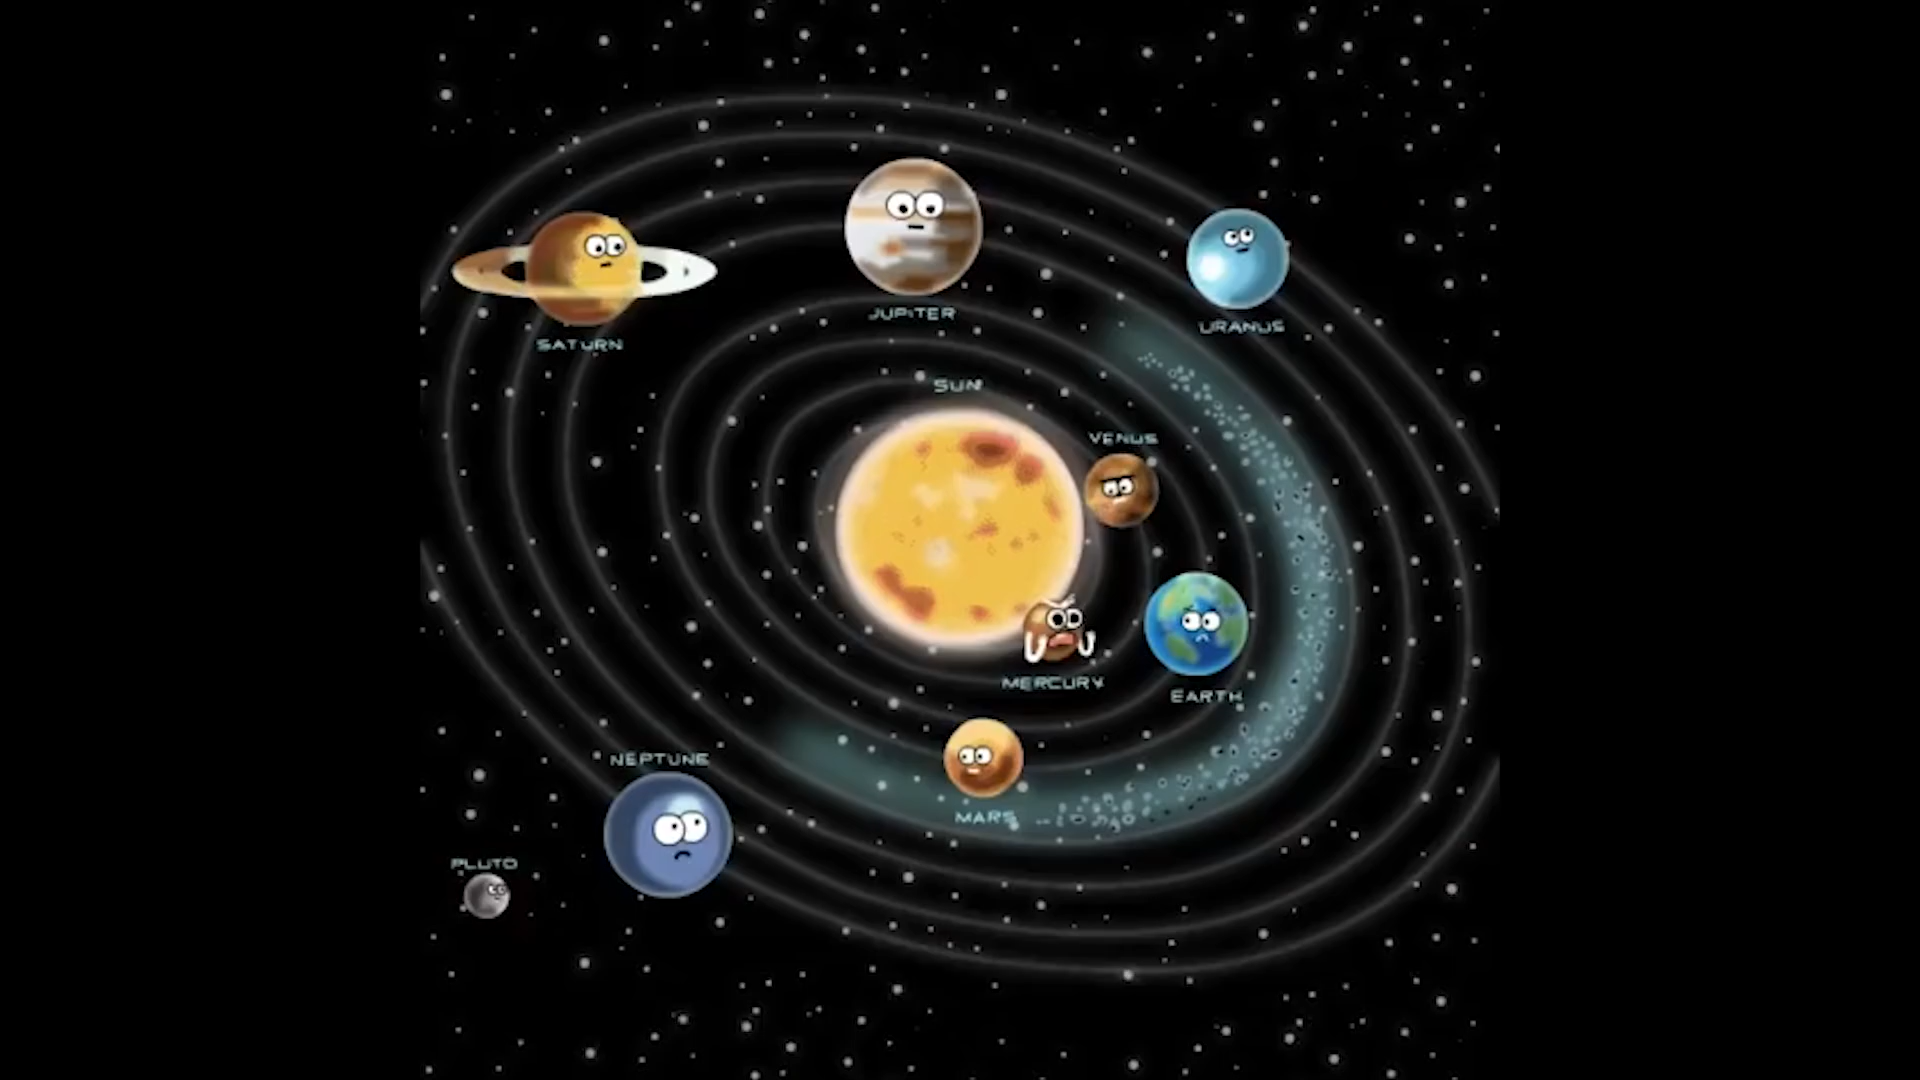 JUPITER
URANUS
SATURN
SUN
VENUS
MERCURY
EARTH
NEPTUNE
MARS
PLUTO